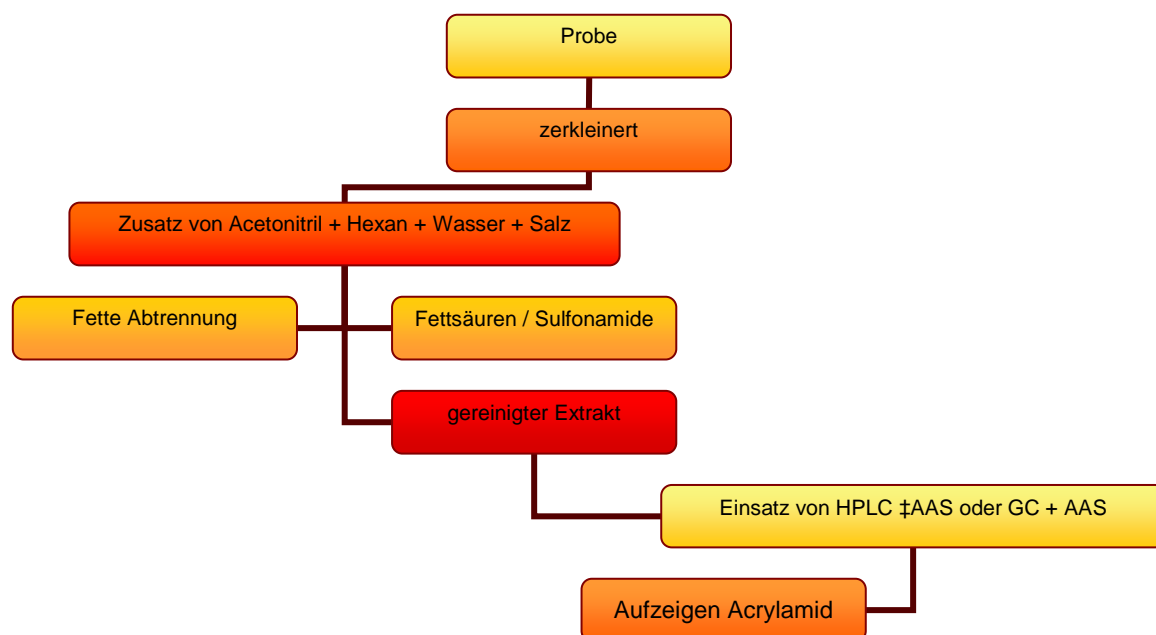 Probe
zerkleinert
Zusatz von Acetonitril + Hexan + Wasser + Salz
Fette Abtrennung
Fettsäuren / Sulfonamide
gereinigter Extrakt
Einsatz von HPLC ‡AAS oder GC + AAS
Aufzeigen Acrylamid